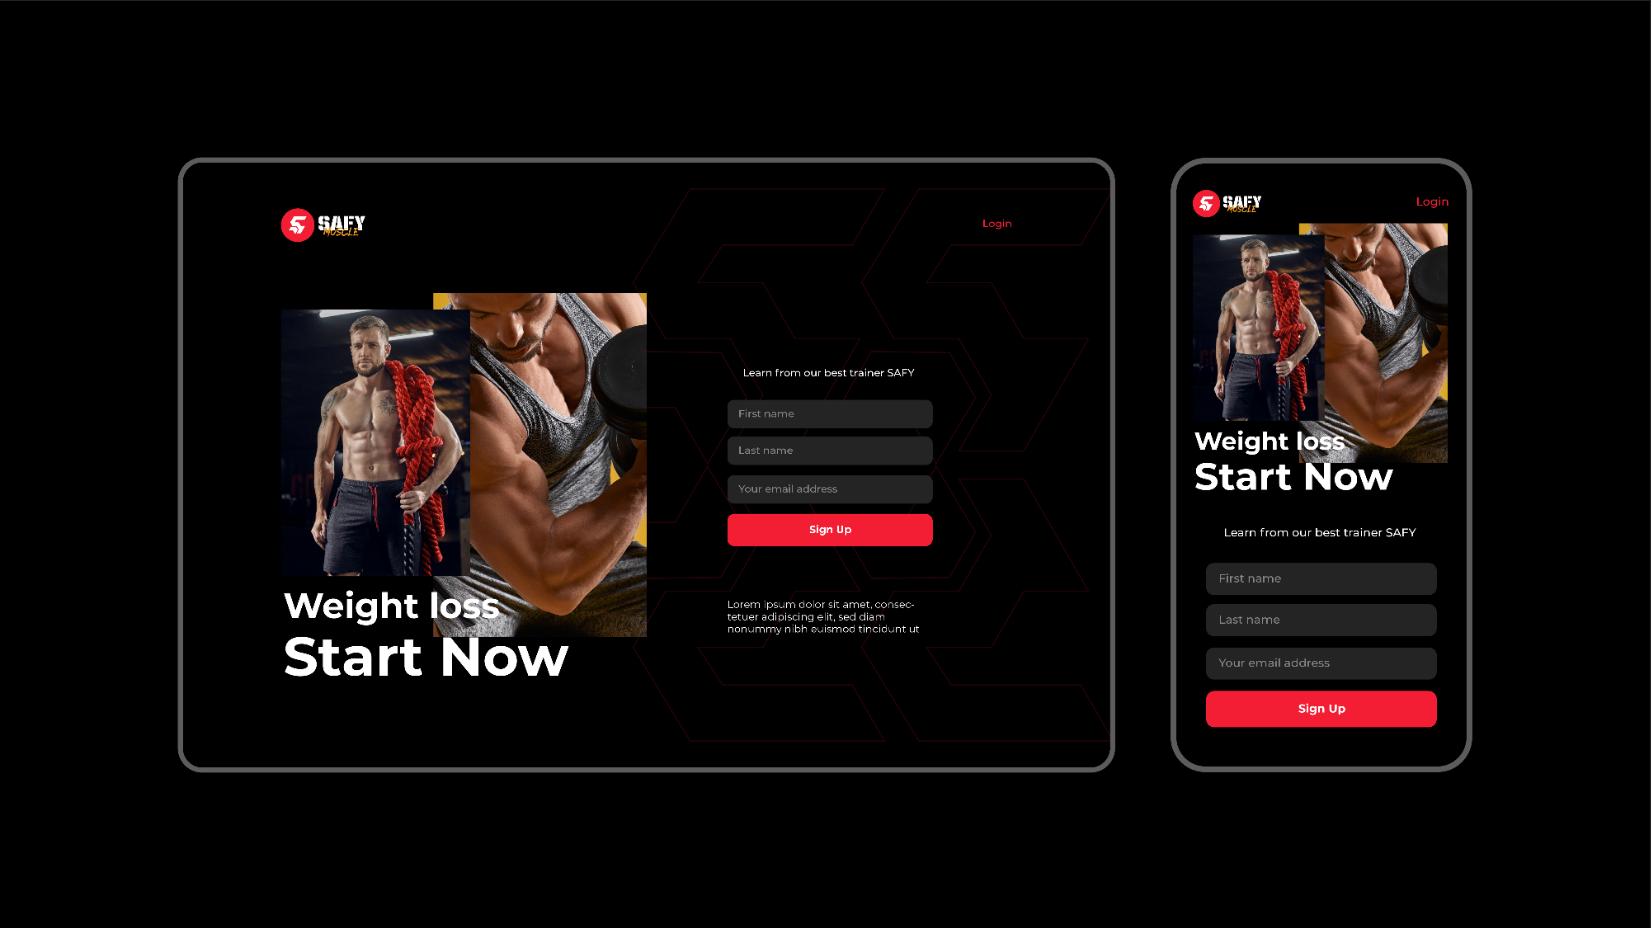 SAFY
MUSCLE
Login
Weight loss
Start Now
Learn from our best trainer SAFY
First name
Last name
Your email address
Sign Up
Lorem ipsum dolor sit amet, consec-
tetuer adipiscing elit, sed diam
nonummy nibh euismod tincidunt ut
SAFY
MUSCLE
Login
Weight loss
Start Now
Learn from our best trainer SAFY
First name
Last name
Your email address
Sign Up